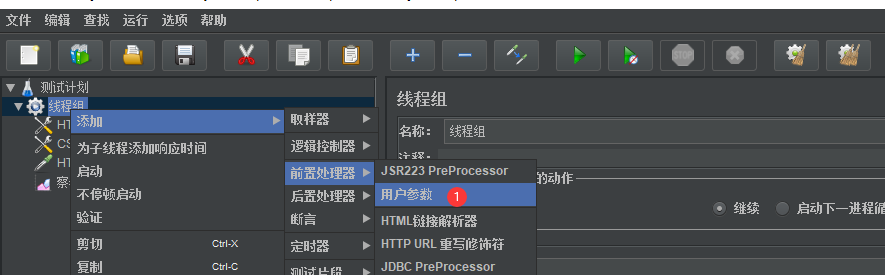 文件 编辑 查找 运行 选项 帮助
测试计划
线程组
HT
CS
HT
察
添加
为子线程添加响应时间
启动
不停顿启动
验证
剪切 Ctrl-X
复制 Ctrl-C
取样器
逻辑控制器
前置处理器
后置处理器
断言
定时器
测试片段
JSR223 PreProcessor
用户参数 1
HTML链接解析器
HTTP URL 重写修饰符
JDBC PreProcessor
线程组
名称: 线程组
注释:
的动作
继续 启动下一进程循